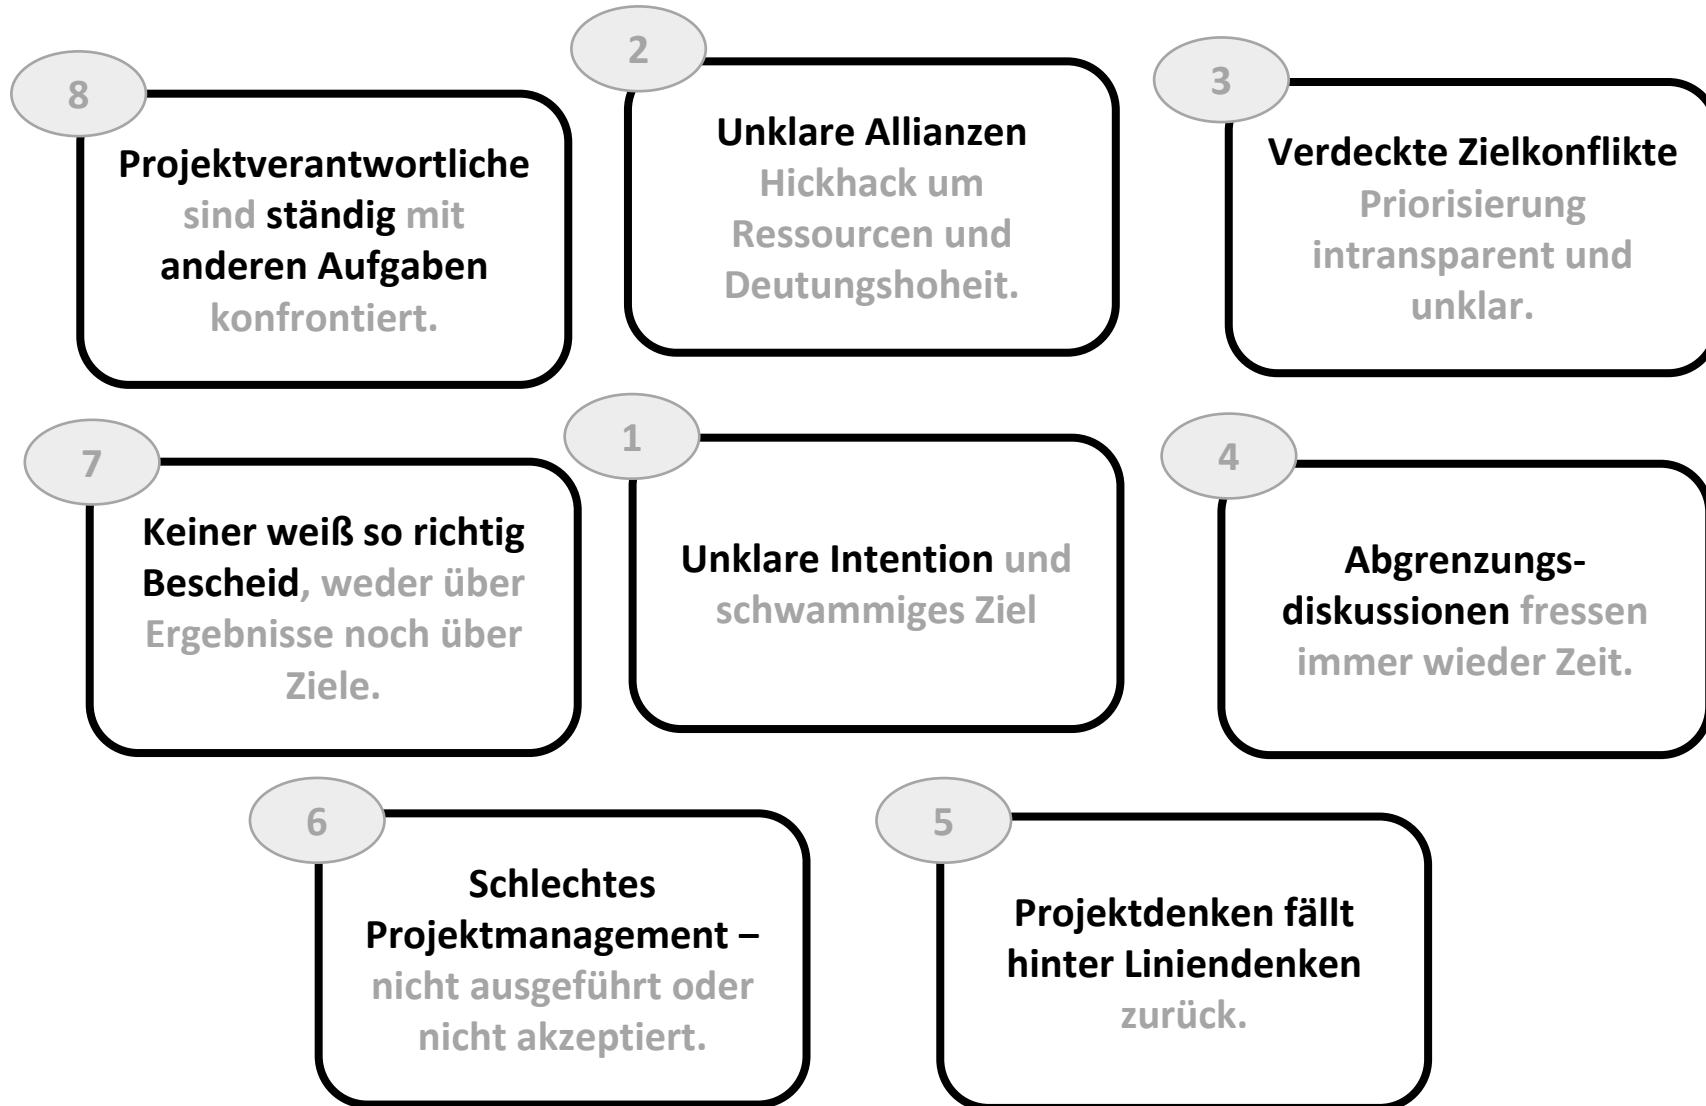 8
Projektverantwortliche
sind ständig mit
anderen Aufgaben
konfrontiert.
2
Unklare Allianzen
Hickhack um
Ressourcen und
Deutungshoheit.
3
Verdeckte Zielkonflikte
Priorisierung
intransparent und
unklar.
7
Keiner weiß so richtig
Bescheid, weder über
Ergebnisse noch über
Ziele.
1
Unklare Intention und
schwammiges Ziel
4
Abgrenzungs-
diskussionen fressen
immer wieder Zeit.
6
Schlechtes
Projektmanagement –
nicht ausgeführt oder
nicht akzeptiert.
5
Projektdenken fällt
hinter Liniendenken
zurück.